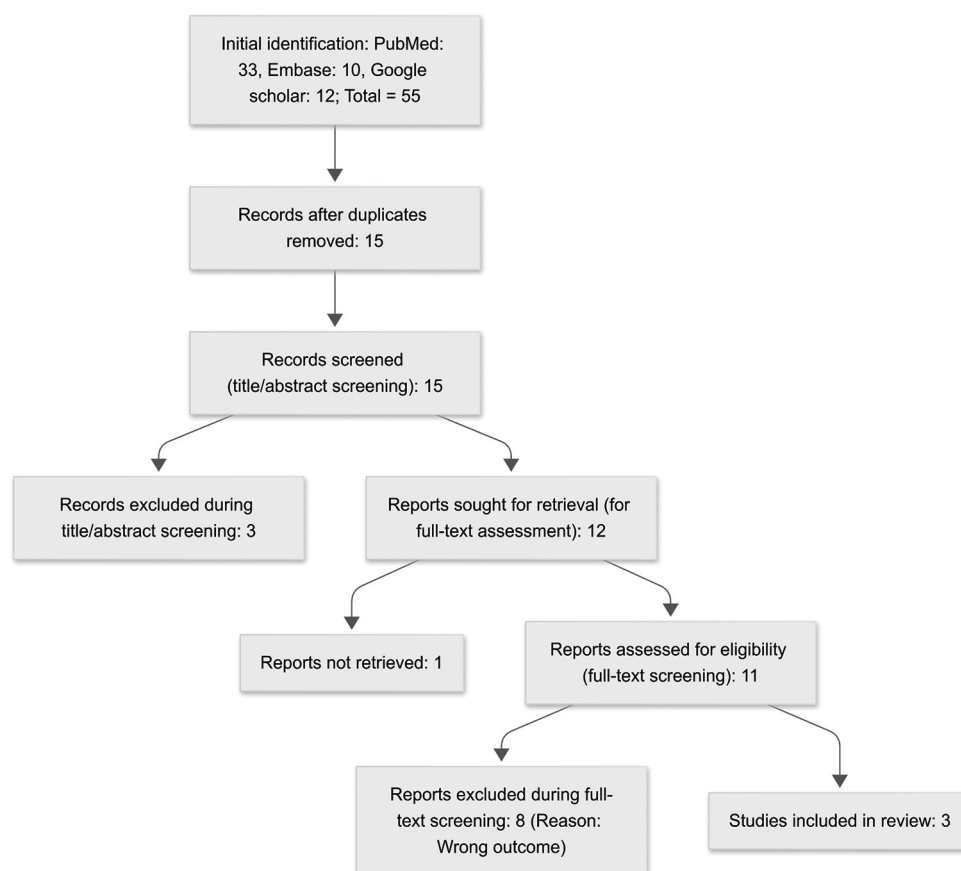 Initial identification: PubMed:
33, Embase: 10, Google
scholar: 12; Total = 55
Records after duplicates
removed: 15
Records screened
(title/abstract screening): 15
Records excluded during
title/abstract screening: 3
Reports sought for retrieval (for
full-text assessment): 12
Reports not retrieved: 1
Reports assessed for eligibility
(full-text screening): 11
Reports excluded during full-
text screening: 8 (Reason:
Wrong outcome)
Studies included in review: 3